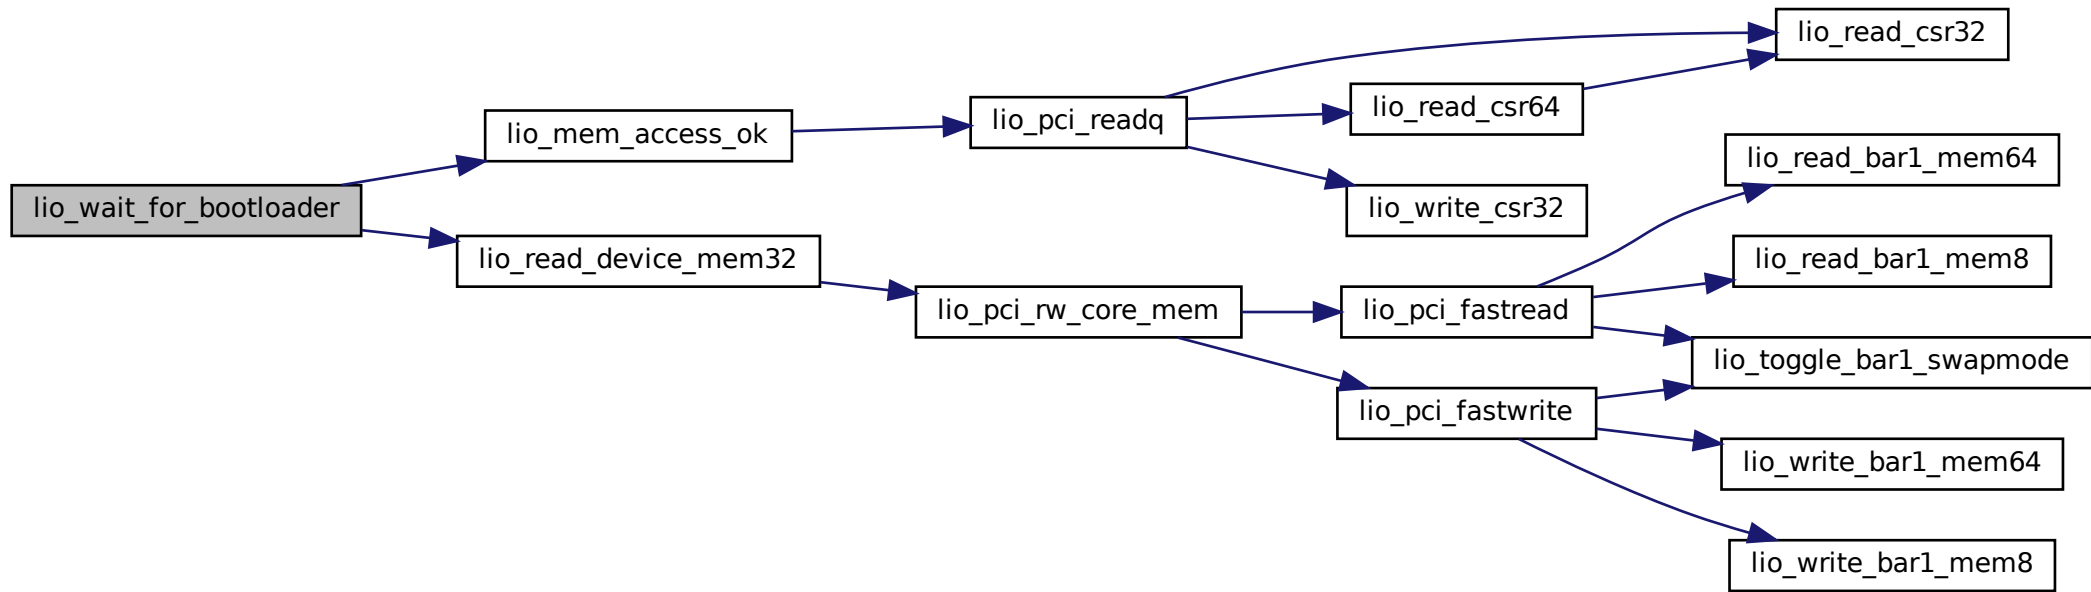 lio_wait_for_bootloader
lio_mem_access_ok
lio_read_device_mem32
lio_pci_readq
lio_pci_rw_core_mem
lio_read_csr64
lio_write_csr32
lio_pci_fastread
lio_pci_fastwrite
lio_read_csr32
lio_read_bar1_mem64
lio_read_bar1_mem8
lio_toggle_bar1_swapmode
lio_write_bar1_mem64
lio_write_bar1_mem8